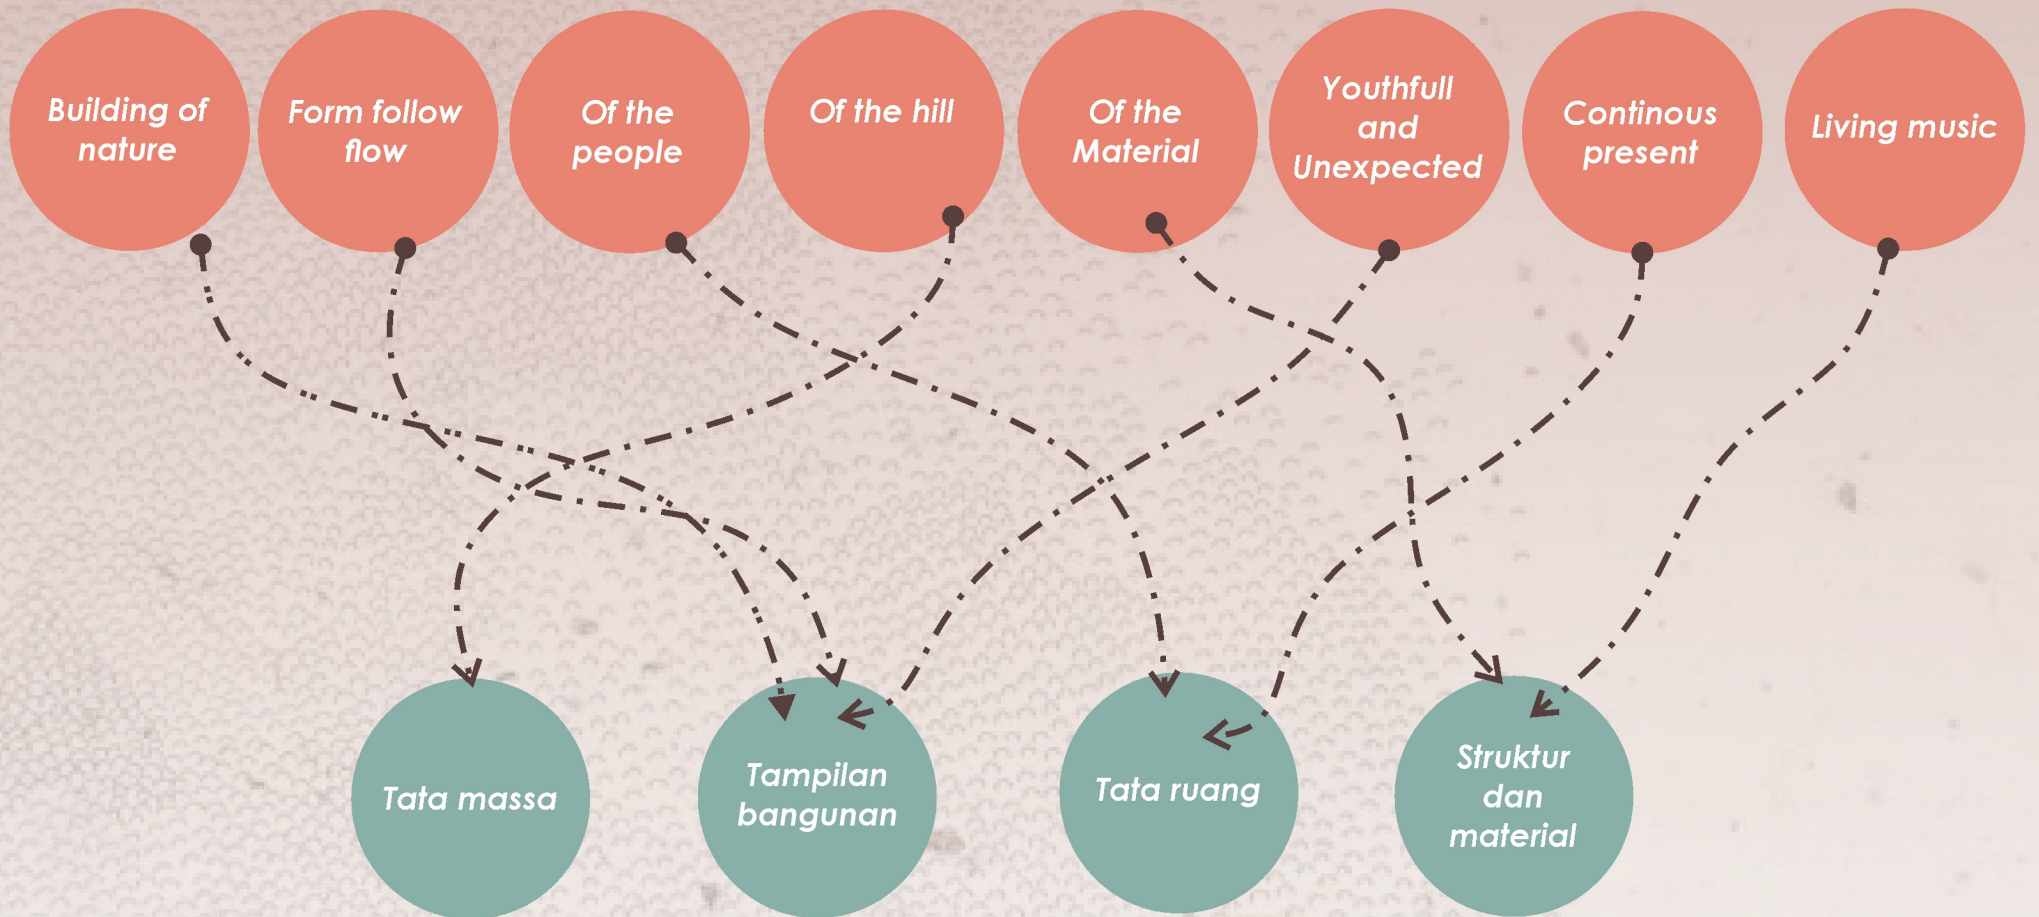 Building of
nature
Form follow
flow
Of the
people
Of the hill
Of the
Material
Youthfull
and
Unexpected
Continous
present
Living music
Tata massa
Tampilan
bangunan
Tata ruang
Struktur
dan
material